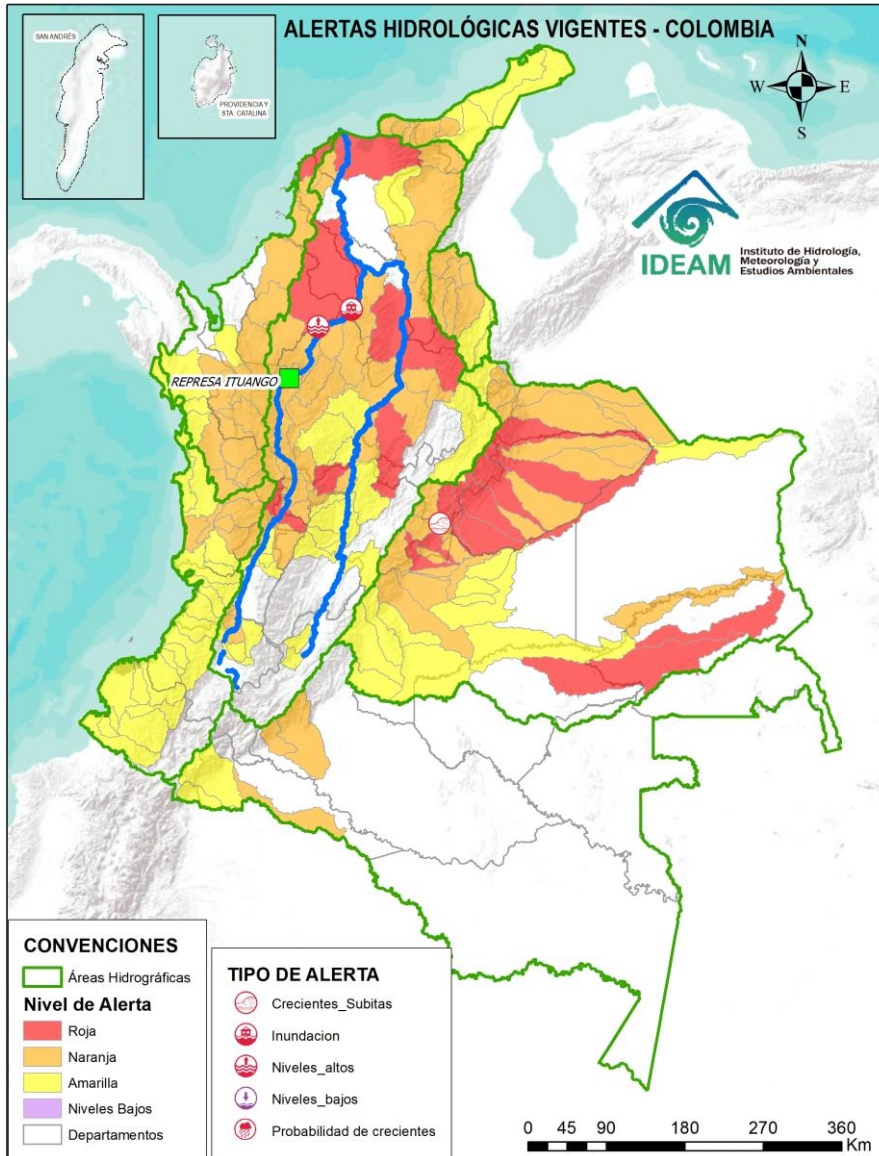 ALERTAS HIDROLÓGICAS VIGENTES - COLOMBIA
SAN ANDRÉS
PROVIDENCIA Y
STA. CATALINA
N
W E
S
IDEAM
Instituto de Hidrología,
Meteorología y
Estudios Ambientales
REPRESA ITUANGO
CONVENCIONES
Áreas Hidrográficas
Nivel de Alerta
Roja
Naranja
Amarilla
Niveles Bajos
Departamentos
TIPO DE ALERTA
Crecientes_Subitas
Inundacion
Niveles_altos
Niveles_bajos
Probabilidad de crecientes
0 45 90 180 270 360
Km